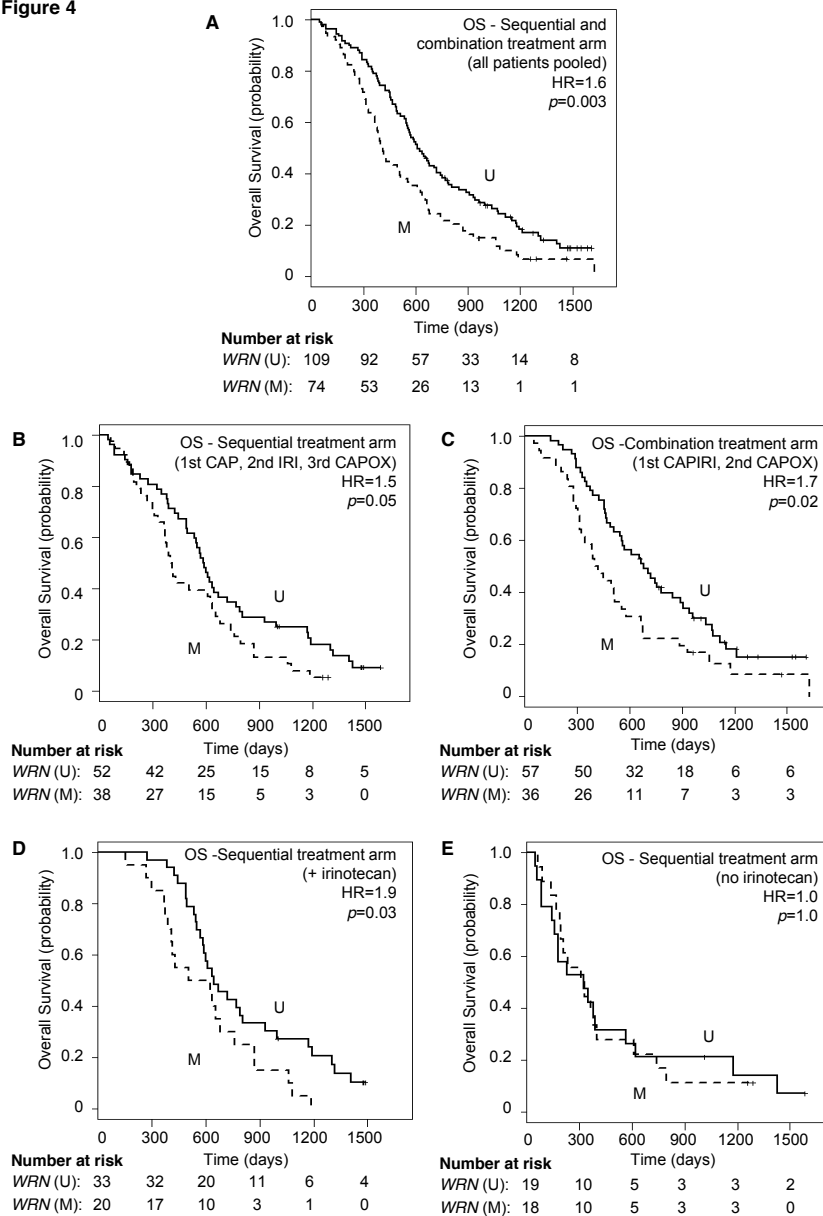 Figure 4
A
OS - Sequential and
combination treatment arm
(all patients pooled)
HR=1.6
p=0.003
Overall Survival (probability)
1.0
0.8
0.6
0.4
0.2
0
U
M
0 300 600 900 1200 1500
Time (days)
Number at risk
WRN (U): 109 92 57 33 14 8
WRN (M): 74 53 26 13 1 1
B
OS - Sequential treatment arm
(1st CAP, 2nd IRI, 3rd CAPOX)
HR=1.5
p=0.05
Overall Survival (probability)
1.0
0.8
0.6
0.4
0.2
0
U
M
0 300 600 900 1200 1500
Time (days)
Number at risk
WRN (U): 52 42 25 15 8 5
WRN (M): 38 27 15 5 3 0
C
OS -Combination treatment arm
(1st CAPIRI, 2nd CAPOX)
HR=1.7
p=0.02
Overall Survival (probability)
1.0
0.8
0.6
0.4
0.2
0
U
M
0 300 600 900 1200 1500
Time (days)
Number at risk
WRN (U): 57 50 32 18 6 6
WRN (M): 36 26 11 7 3 3
D
OS -Sequential treatment arm
(+ irinotecan)
HR=1.9
p=0.03
Overall Survival (probability)
1.0
0.8
0.6
0.4
0.2
0
U
M
0 300 600 900 1200 1500
Time (days)
Number at risk
WRN (U): 33 32 20 11 6 4
WRN (M): 20 17 10 3 1 0
E
OS - Sequential treatment arm
(no irinotecan)
HR=1.0
p=1.0
Overall Survival (probability)
1.0
0.8
0.6
0.4
0.2
0
U
M
0 300 600 900 1200 1500
Time (days)
Number at risk
WRN (U): 19 10 5 3 3 2
WRN (M): 18 10 5 3 3 0